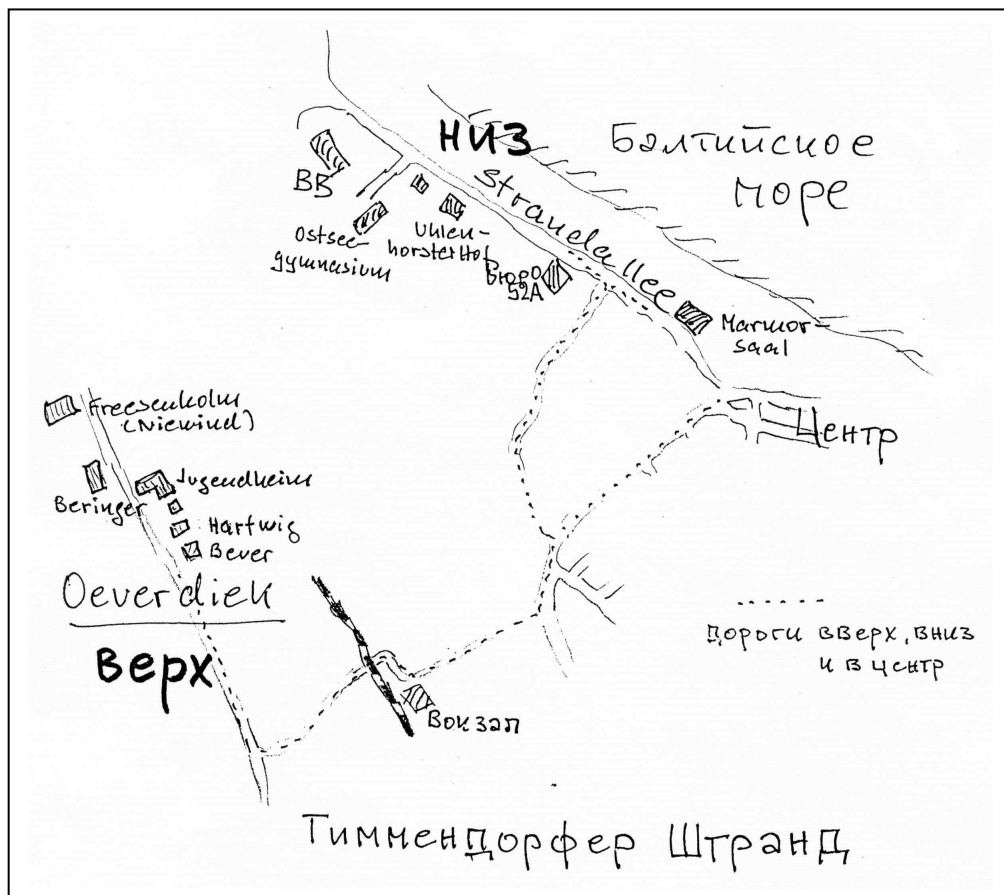 НИЗ
Балтийское
море
Strandallee
BB
Ostsee-
gymnasium
Uhlen-
horster Hof
Бюро
52A
Marmor-
saal
Центр
Freesenholm
(Niewind)
Beringer
Jugendheim
Hartwig
Bever
Oeverdiek
Верх
Вокзал
дороги вверх, вниз
и в центр
Тиммендорфер Штранд